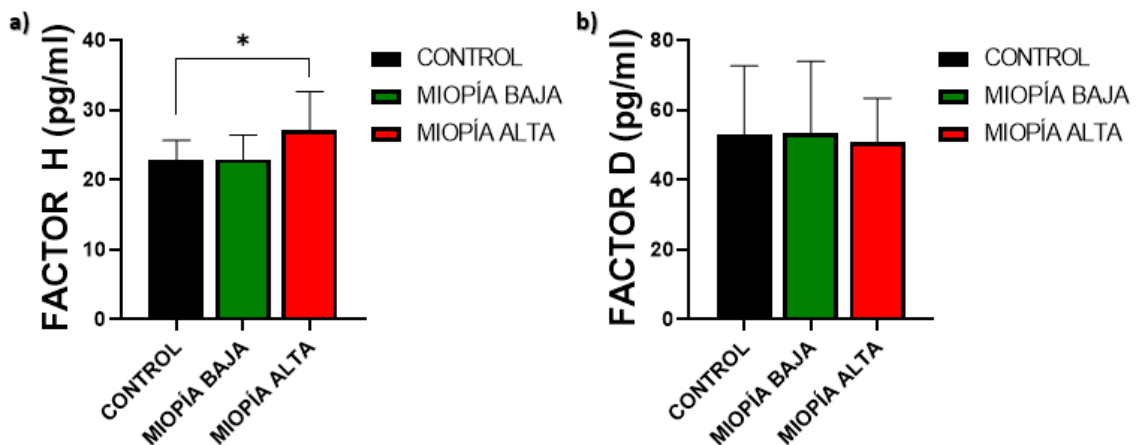 a)
FACTOR H (pg/ml)
40
30
20
10
0
*
CONTROL
MIOPÍA BAJA
MIOPÍA ALTA
CONTROL
MIOPÍA BAJA
MIOPÍA ALTA
b)
FACTOR D (pg/ml)
80
60
40
20
0
CONTROL
MIOPÍA BAJA
MIOPÍA ALTA
CONTROL
MIOPÍA BAJA
MIOPÍA ALTA